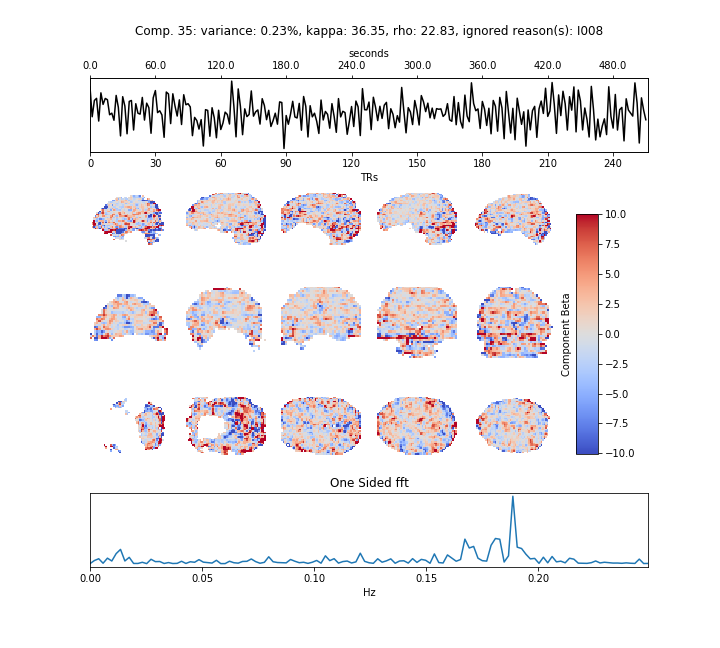 Comp. 35: variance: 0.23%, kappa: 36.35, rho: 22.83, ignored reason(s): I008
seconds
0.0 60.0 120.0 180.0 240.0 300.0 360.0 420.0 480.0
0 30 60 90 120 150 180 210 240
TRs
10.0
7.5
5.0
2.5
0.0
−2.5
−5.0
−7.5
−10.0
Component Beta
One Sided fft
0.00 0.05 0.10 0.15 0.20
Hz